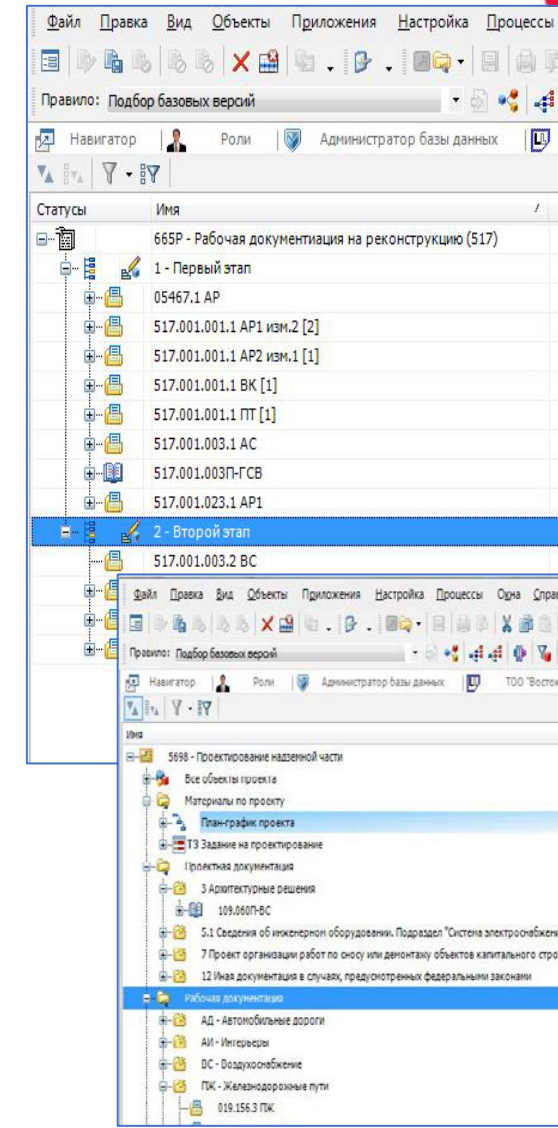 Файл Правка Вид Объекты Приложения Настройка Процессы
Правило: Подбор базовых версий
Навигатор Роли Администратор базы данных
Статусы Имя
665Р - Рабочая документиация на реконструкцию (517)
1 - Первый этап
05467.1 АР
517.001.001.1 АР1 изм.2 [2]
517.001.001.1 АР2 изм.1 [1]
517.001.001.1 ВК [1]
517.001.001.1 ПТ [1]
517.001.003.1 АС
517.001.003П-ГСВ
517.001.023.1 АР1
2 - Второй этап
517.001.003.2 ВС
Файл Правка Вид Объекты Приложения Настройка Процессы Окна Спра
Правило: Подбор базовых версий
Навигатор Роли Администратор базы данных ТОО "Восток
Имя
5698 - Проектирование надземной части
Все объекты проекта
Материалы по проекту
План-график проекта
ТЗ Задание на проектирование
Проектная документация
3 Архитектурные решения
109.060П-ВС
5.1 Сведения об инженерном оборудовании. Подраздел "Система электроснабжени
7 Проект организации работ по сносу или демонтажу объектов капитального стро
12 Иная документация в случаях, предусмотренных федеральными законами
Рабочая документация
АД - Автомобильные дороги
АИ - Интерьеры
ВС - Воздухоснабжение
ПЖ - Железнодорожные пути
019.156.3 ПЖ